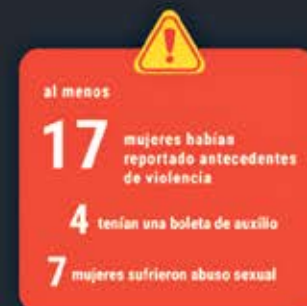 al menos
17 mujeres habían
reportado antecedentes
de violencia
4 tenían una boleta de auxilio
7 mujeres sufrieron abuso sexual